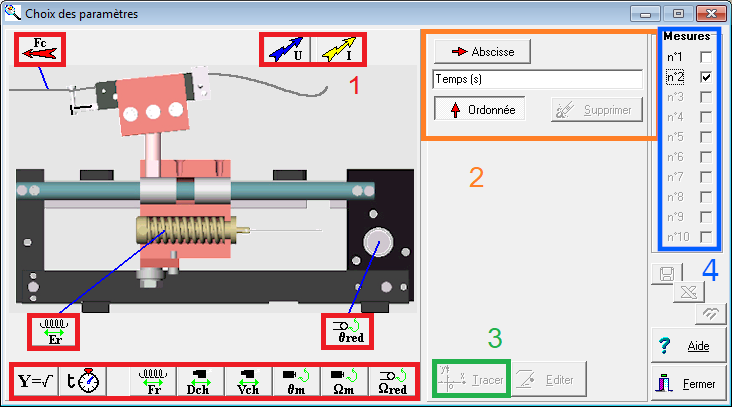 Choix des paramètres
Fc
U
I
1
Abscisse
Temps (s)
Ordonnée
Supprimer
2
Mesures
n°1
n°2
n°3
n°4
n°5
n°6
n°7
n°8
n°9
n°10
4
Er
θred
3
Y=√
t
Fr
Dch
Vch
θm
Ωm
Ωred
y
x
0
Tracer
Editer
? Aide
Fermer